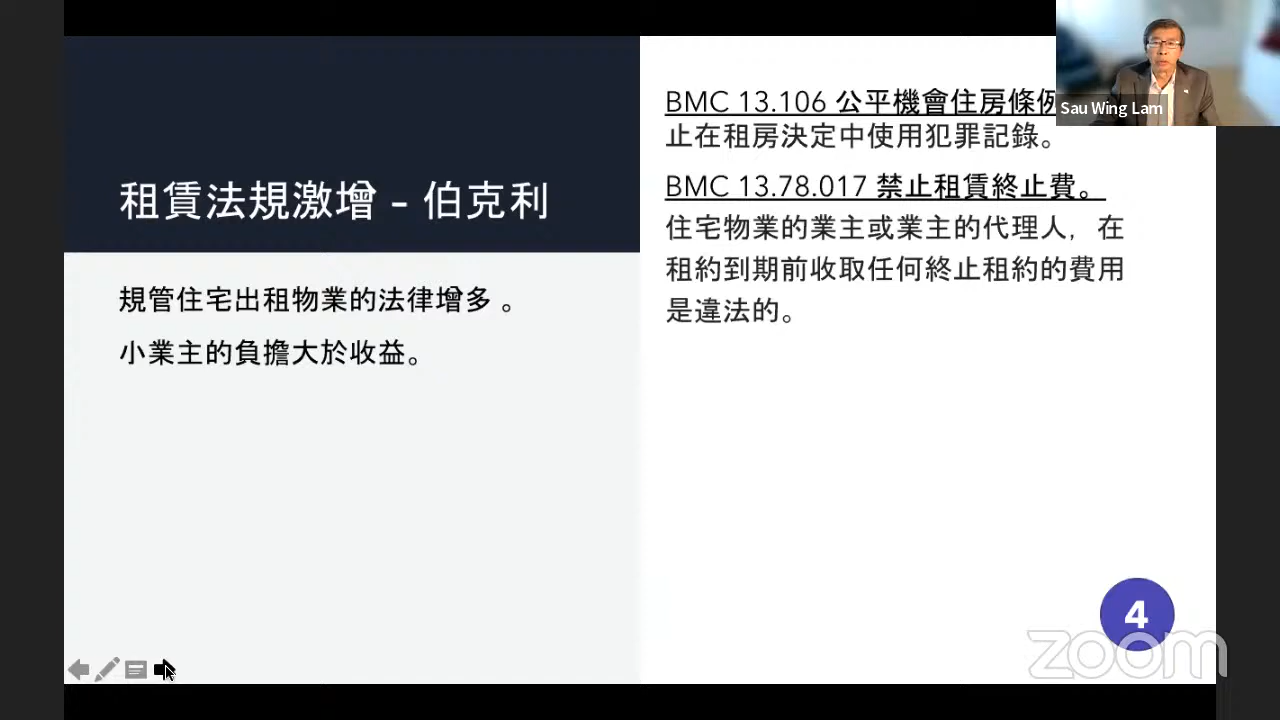 租賃法規激增 – 伯克利
規管住宅出租物業的法律增多 。
小業主的負擔大於收益。
BMC 13.106 公平機會住房條例
止在租房決定中使用犯罪記錄。
BMC 13.78.017 禁止租賃終止費。
住宅物業的業主或業主的代理人，在
租約到期前收取任何終止租約的費用
是違法的。
Sau Wing Lam
4
zoom